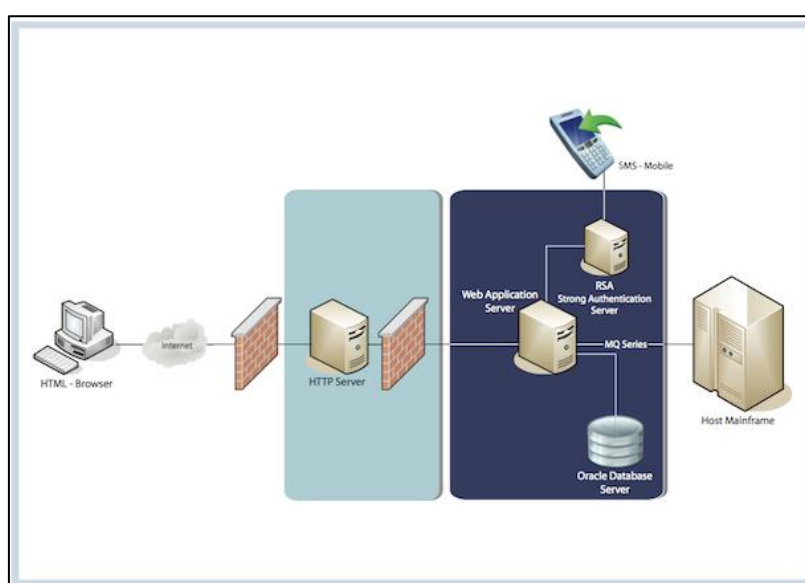 SMS - Mobile
RSA
Strong Authentication
Server
Web Application
Server
Internet
MQ Series
HTML - Browser
HTTP Server
Host Mainframe
Oracle Database
Server